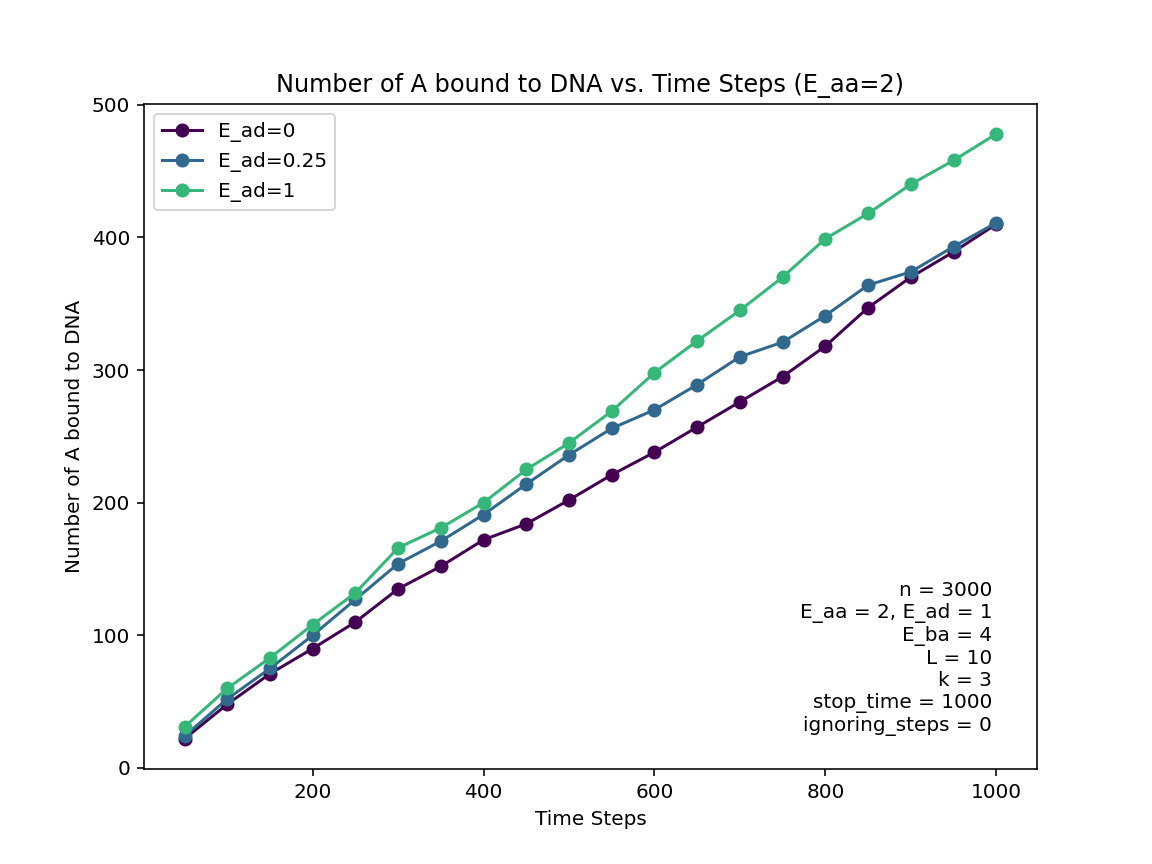 Number of A bound to DNA vs. Time Steps (E_aa=2)
E_ad=0
E_ad=0.25
E_ad=1
500
400
300
200
100
0
Number of A bound to DNA
n = 3000
E_aa = 2, E_ad = 1
E_ba = 4
L = 10
k = 3
stop_time = 1000
ignoring_steps = 0
200 400 600 800 1000
Time Steps